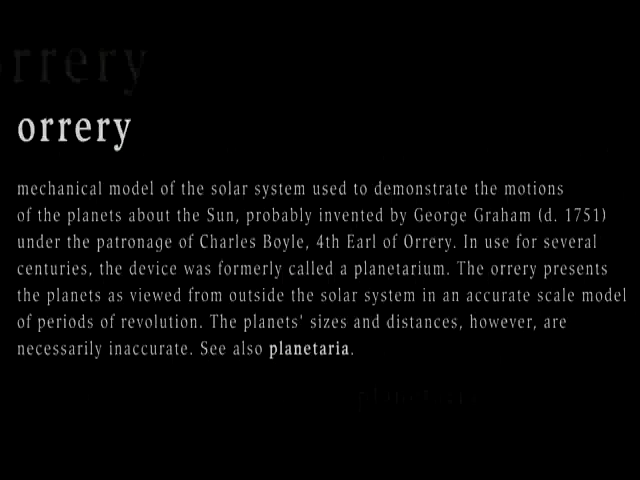 orrery
orrery
mechanical model of the solar system used to demonstrate the motions
of the planets about the Sun, probably invented by George Graham (d. 1751)
under the patronage of Charles Boyle, 4th Earl of Orrery. In use for several
centuries, the device was formerly called a planetarium. The orrery presents
the planets as viewed from outside the solar system in an accurate scale model
of periods of revolution. The planets' sizes and distances, however, are
necessarily inaccurate. See also planetaria.